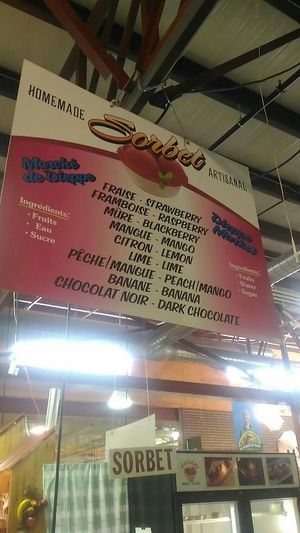 HOMEMADE
Sorbet
ARTISANAL
Marché
de Dieppe
Dieppe
Market
FRAISE - STRAWBERRY
FRAMBOISE - RASPBERRY
MÛRE - BLACKBERRY
MANGUE - MANGO
CITRON - LEMON
LIME - LIME
PÊCHE/MANGUE - PEACH/MANGO
BANANE - BANANA
CHOCOLAT NOIR - DARK CHOCOLATE
Ingrédients:
• Fruits
• Eau
• Sucre
Ingredients:
• Fruits
• Water
• Sugar
SORBET